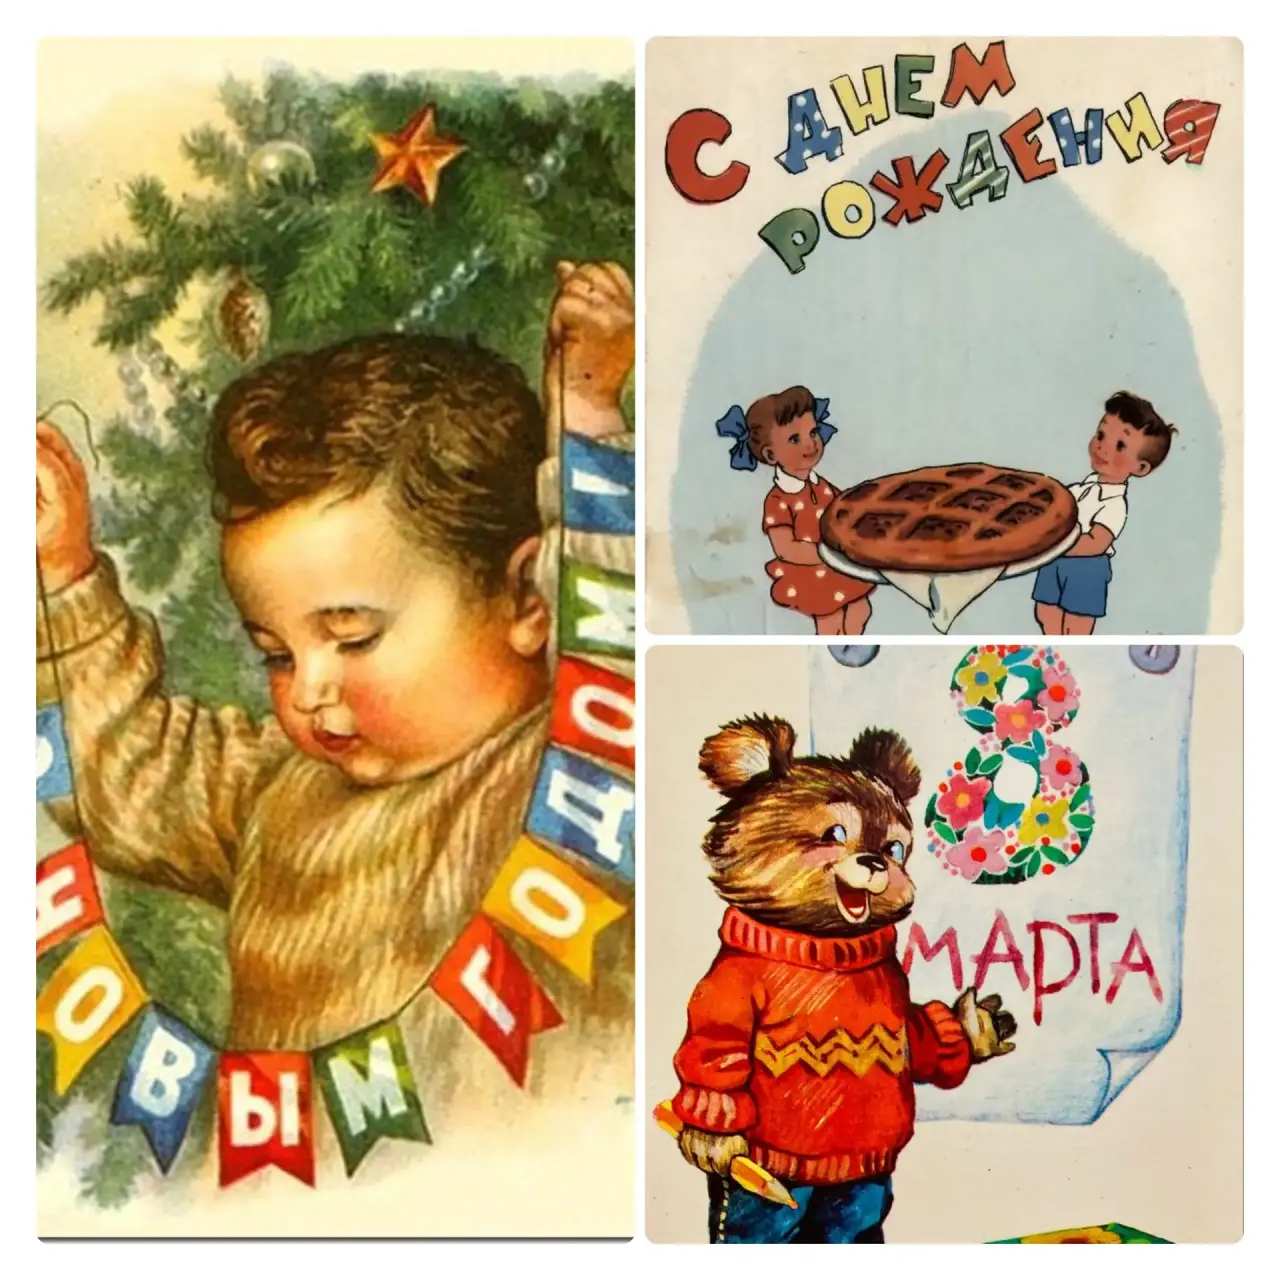 НОВЫМ ГОДОМ!
С ДНЕМ
РОЖДЕНИЯ
8
МАРТА